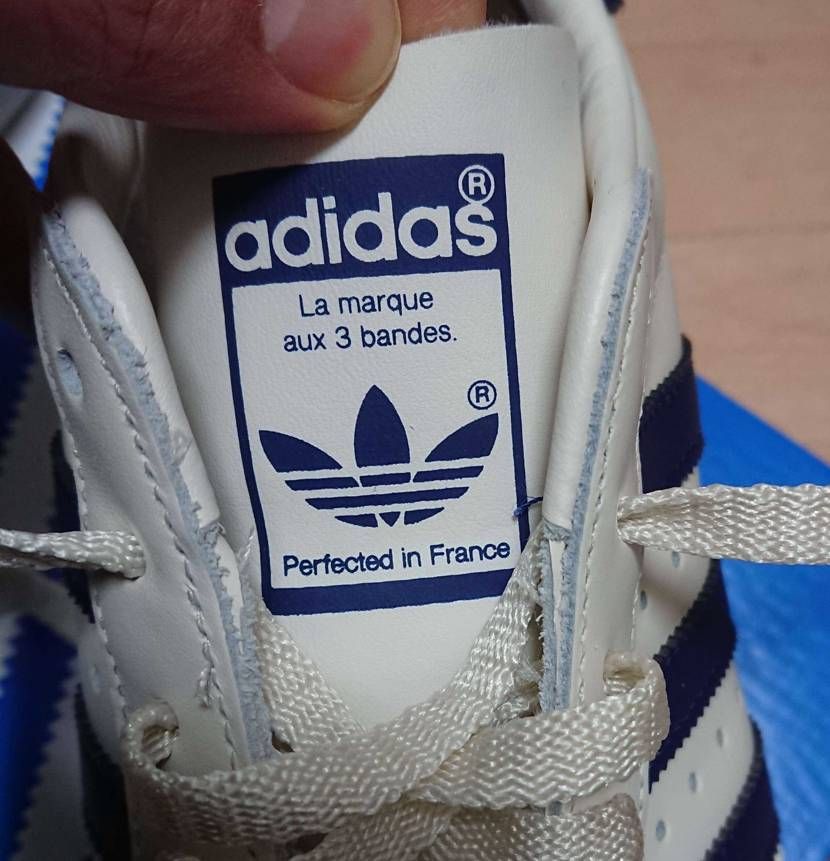 adidas®
La marque
aux 3 bandes.
®
Perfected in France